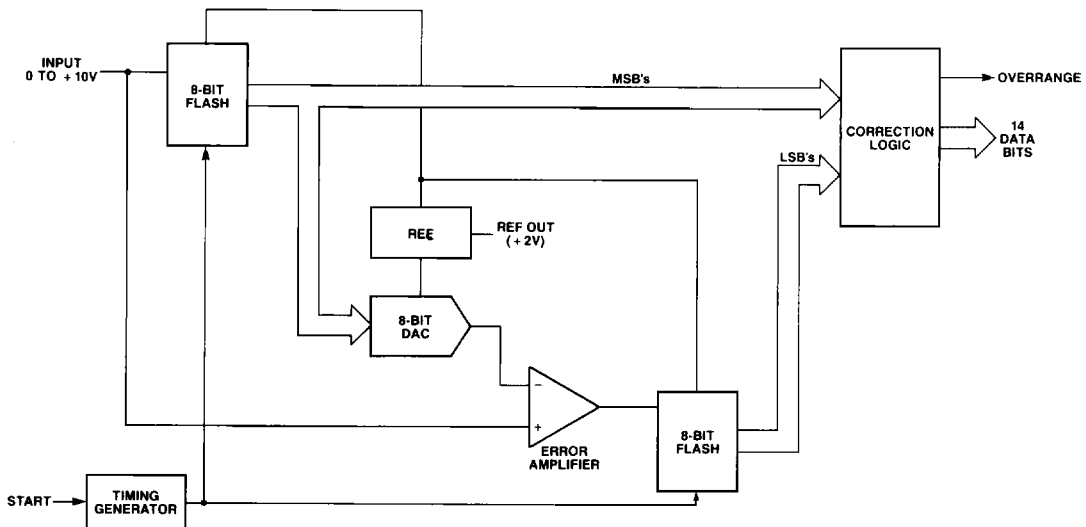 INPUT
0 TO +10V
8-BIT
FLASH
MSB's
CORRECTION
LOGIC
OVERRANGE
14
DATA
BITS
LSB's
REF
REF OUT
(+2V)
8-BIT
DAC
−
+
ERROR
AMPLIFIER
8-BIT
FLASH
START
TIMING
GENERATOR